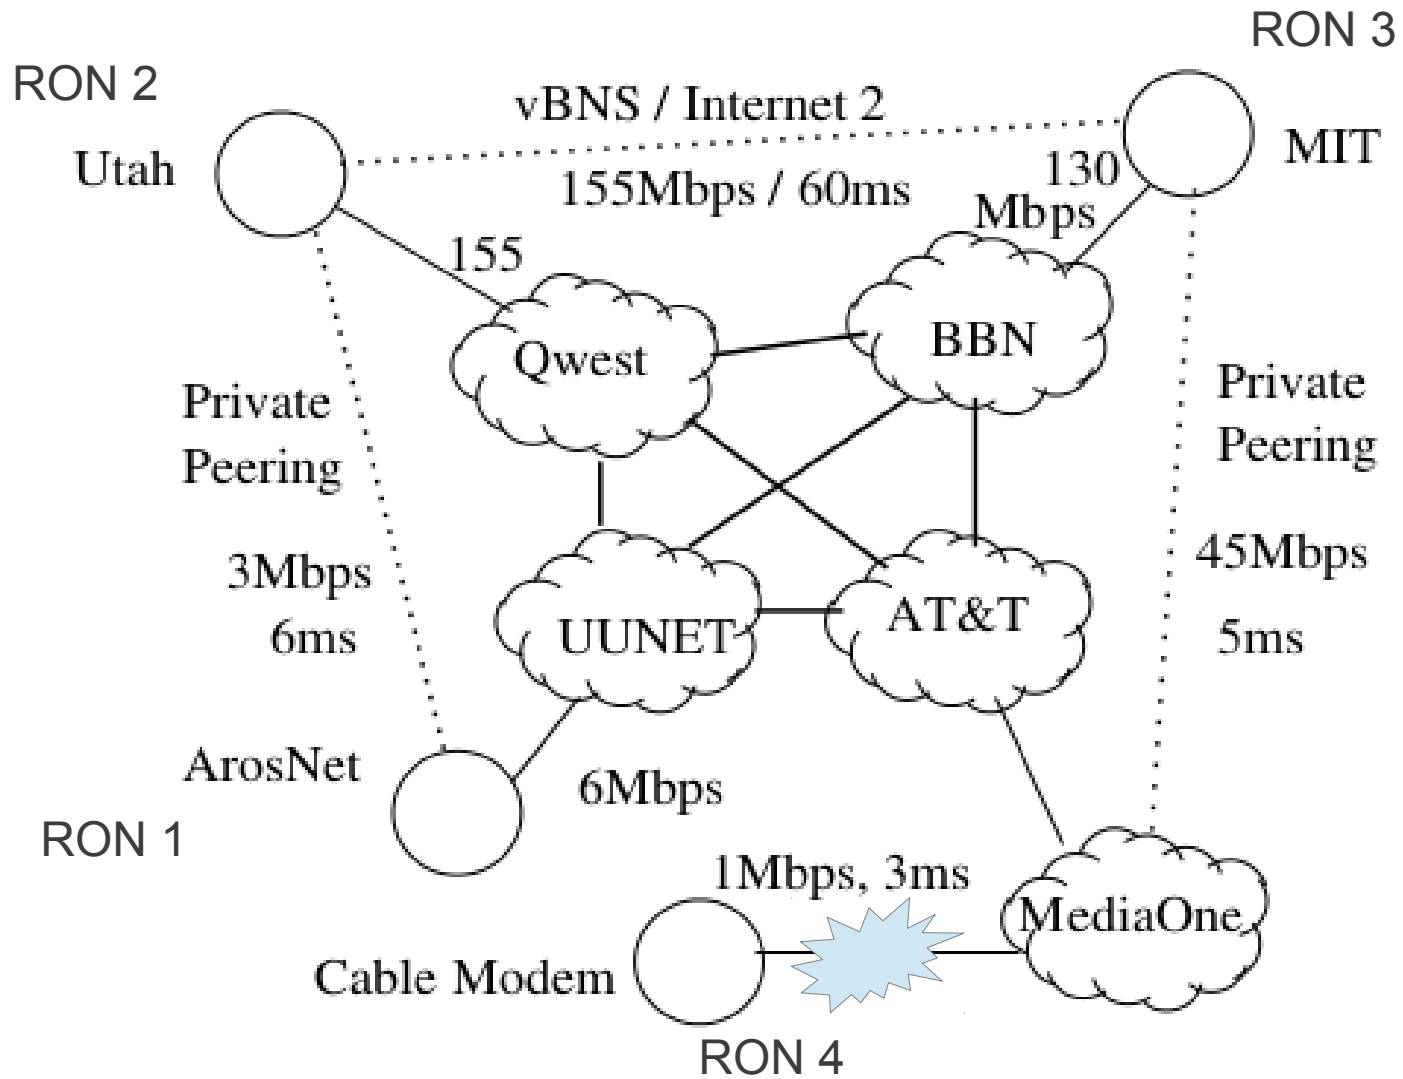 RON 3
RON 2
vBNS / Internet 2
Utah
MIT
155Mbps / 60ms
130
Mbps
155
BBN
Qwest
Private
Peering
Private
Peering
3Mbps
6ms
45Mbps
5ms
UUNET
AT&T
ArosNet
6Mbps
RON 1
1Mbps, 3ms
MediaOne
Cable Modem
RON 4